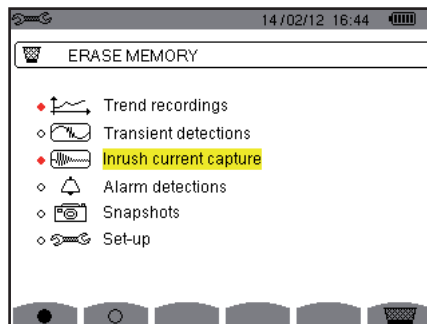 14/02/12 16:44
ERASE MEMORY
Trend recordings
Transient detections
Inrush current capture
Alarm detections
Snapshots
Set-up